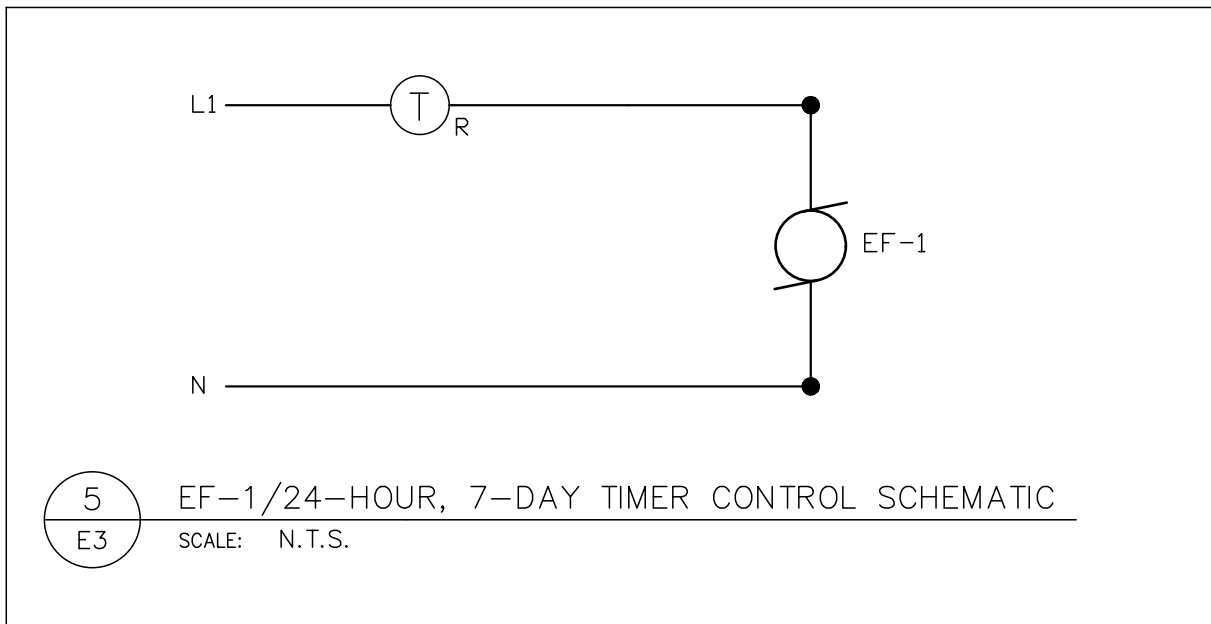 L1
T
R
EF-1
N
5
EF-1/24-HOUR, 7-DAY TIMER CONTROL SCHEMATIC
E3
SCALE: N.T.S.